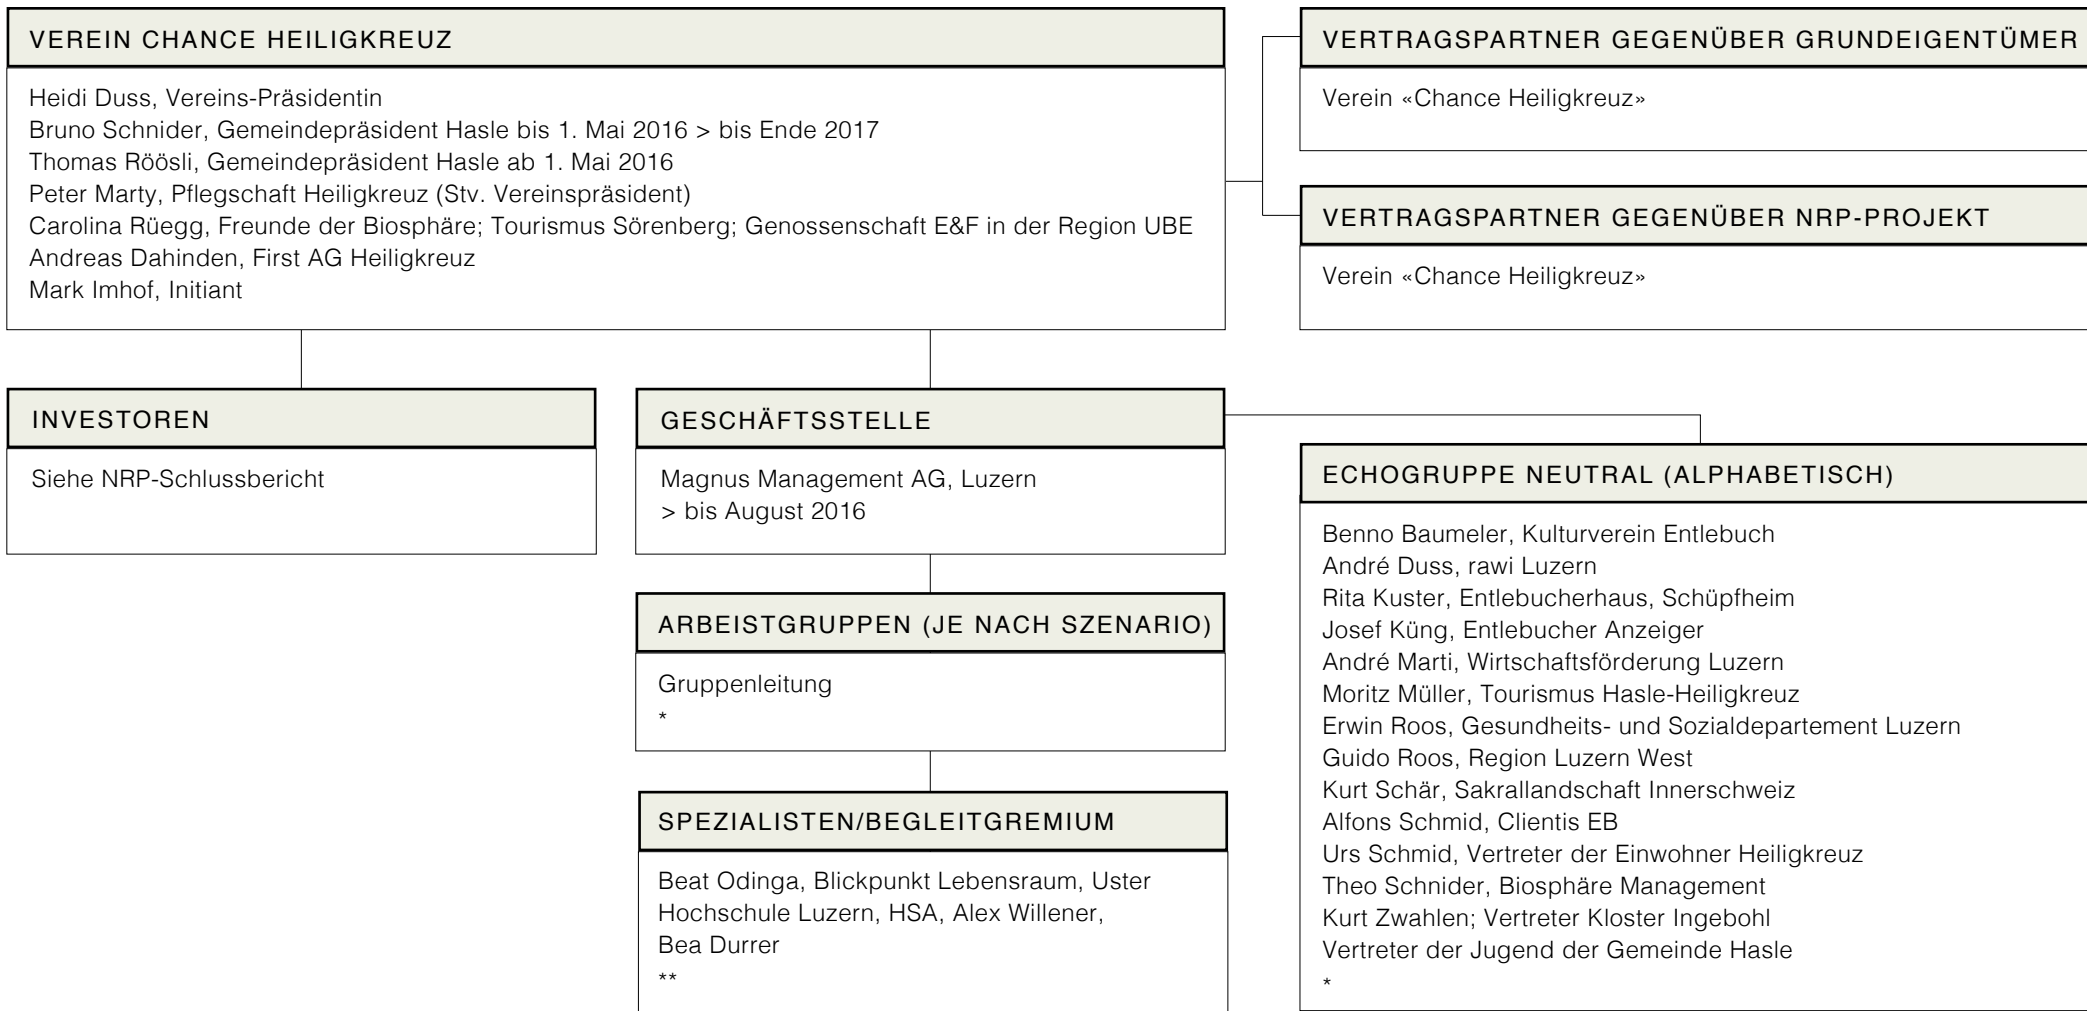 VEREIN CHANCE HEILIGKREUZ
Heidi Duss, Vereins-Präsidentin
Bruno Schnider, Gemeindepräsident Hasle bis 1. Mai 2016 > bis Ende 2017
Thomas Röösli, Gemeindepräsident Hasle ab 1. Mai 2016
Peter Marty, Pflegschaft Heiligkreuz (Stv. Vereinspräsident)
Carolina Rüegg, Freunde der Biosphäre; Tourismus Sörenberg; Genossenschaft E&F in der Region UBE
Andreas Dahinden, First AG Heiligkreuz
Mark Imhof, Initiant
VERTRAGSPARTNER GEGENÜBER GRUNDEIGENTÜMER
Verein «Chance Heiligkreuz»
VERTRAGSPARTNER GEGENÜBER NRP-PROJEKT
Verein «Chance Heiligkreuz»
INVESTOREN
Siehe NRP-Schlussbericht
GESCHÄFTSSTELLE
Magnus Management AG, Luzern
> bis August 2016
ARBEISTGRUPPEN (JE NACH SZENARIO)
Gruppenleitung
*
SPEZIALISTEN/BEGLEITGREMIUM
Beat Odinga, Blickpunkt Lebensraum, Uster
Hochschule Luzern, HSA, Alex Willener,
Bea Durrer
**
ECHOGRUPPE NEUTRAL (ALPHABETISCH)
Benno Baumeler, Kulturverein Entlebuch
André Duss, rawi Luzern
Rita Kuster, Entlebucherhaus, Schüpfheim
Josef Küng, Entlebucher Anzeiger
André Marti, Wirtschaftsförderung Luzern
Moritz Müller, Tourismus Hasle-Heiligkreuz
Erwin Roos, Gesundheits- und Sozialdepartement Luzern
Guido Roos, Region Luzern West
Kurt Schär, Sakrallandschaft Innerschweiz
Alfons Schmid, Clientis EB
Urs Schmid, Vertreter der Einwohner Heiligkreuz
Theo Schnider, Biosphäre Management
Kurt Zwahlen; Vertreter Kloster Ingebohl
Vertreter der Jugend der Gemeinde Hasle
*